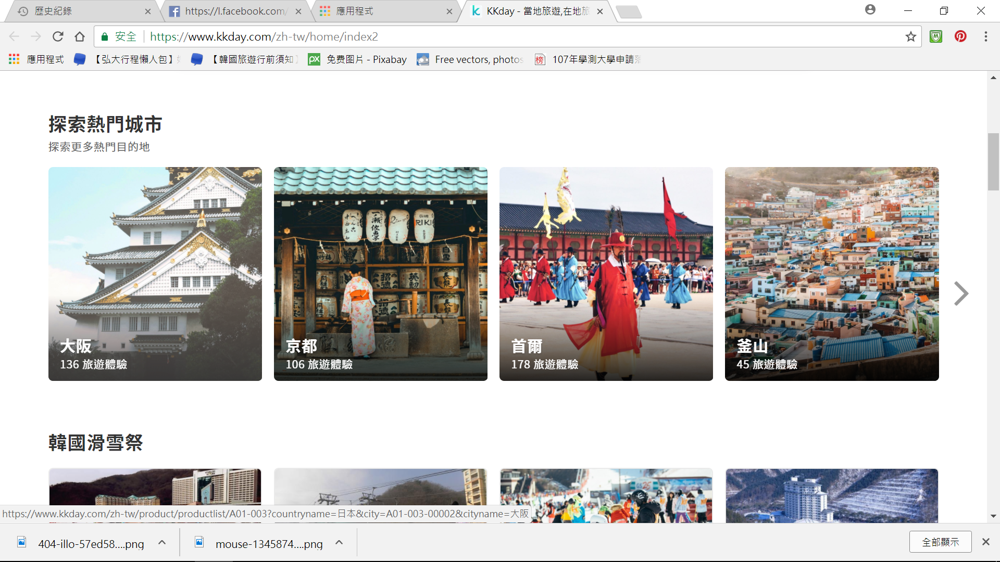 歷史紀錄
https://l.facebook.com/
應用程式
KKday - 當地旅遊,在地旅
安全
https://www.kkday.com/zh-tw/home/index2
應用程式
【弘大行程懶人包】
【韓國旅遊行前須知】
免费图片 - Pixabay
Free vectors, photos
107年學測大學申請落
探索熱門城市
探索更多熱門目的地
CLUB
RIKI
大阪
136 旅遊體驗
京都
106 旅遊體驗
首爾
178 旅遊體驗
釜山
45 旅遊體驗
韓國滑雪祭
GS25
https://www.kkday.com/zh-tw/product/productlist/A01-003?countryname=日本&city=A01-003-00002&cityname=大阪
404-illo-57ed58....png
mouse-1345874....png
全部顯示